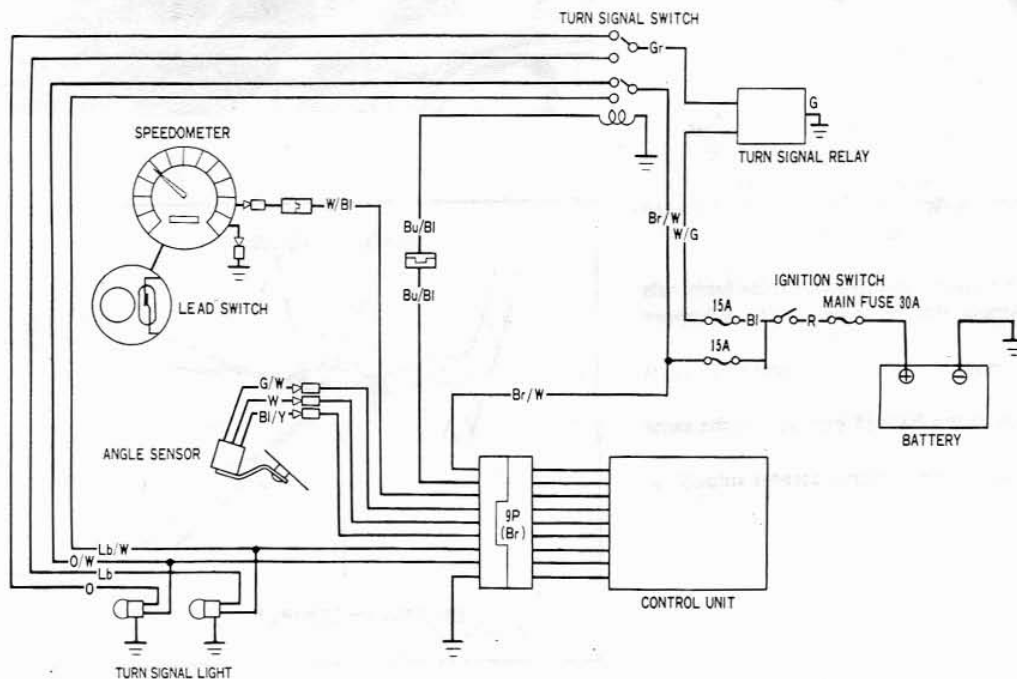 TURN SIGNAL SWITCH
Gr
G
TURN SIGNAL RELAY
SPEEDOMETER
W/Bl
Bu/Bl
Br/W
W/G
Bu/Bl
LEAD SWITCH
IGNITION SWITCH
15A
Bl
R
MAIN FUSE 30A
15A
G/W
W
Bl/Y
Br/W
BATTERY
ANGLE SENSOR
9P
(Br)
Lb/W
O/W
Lb
O
CONTROL UNIT
TURN SIGNAL LIGHT